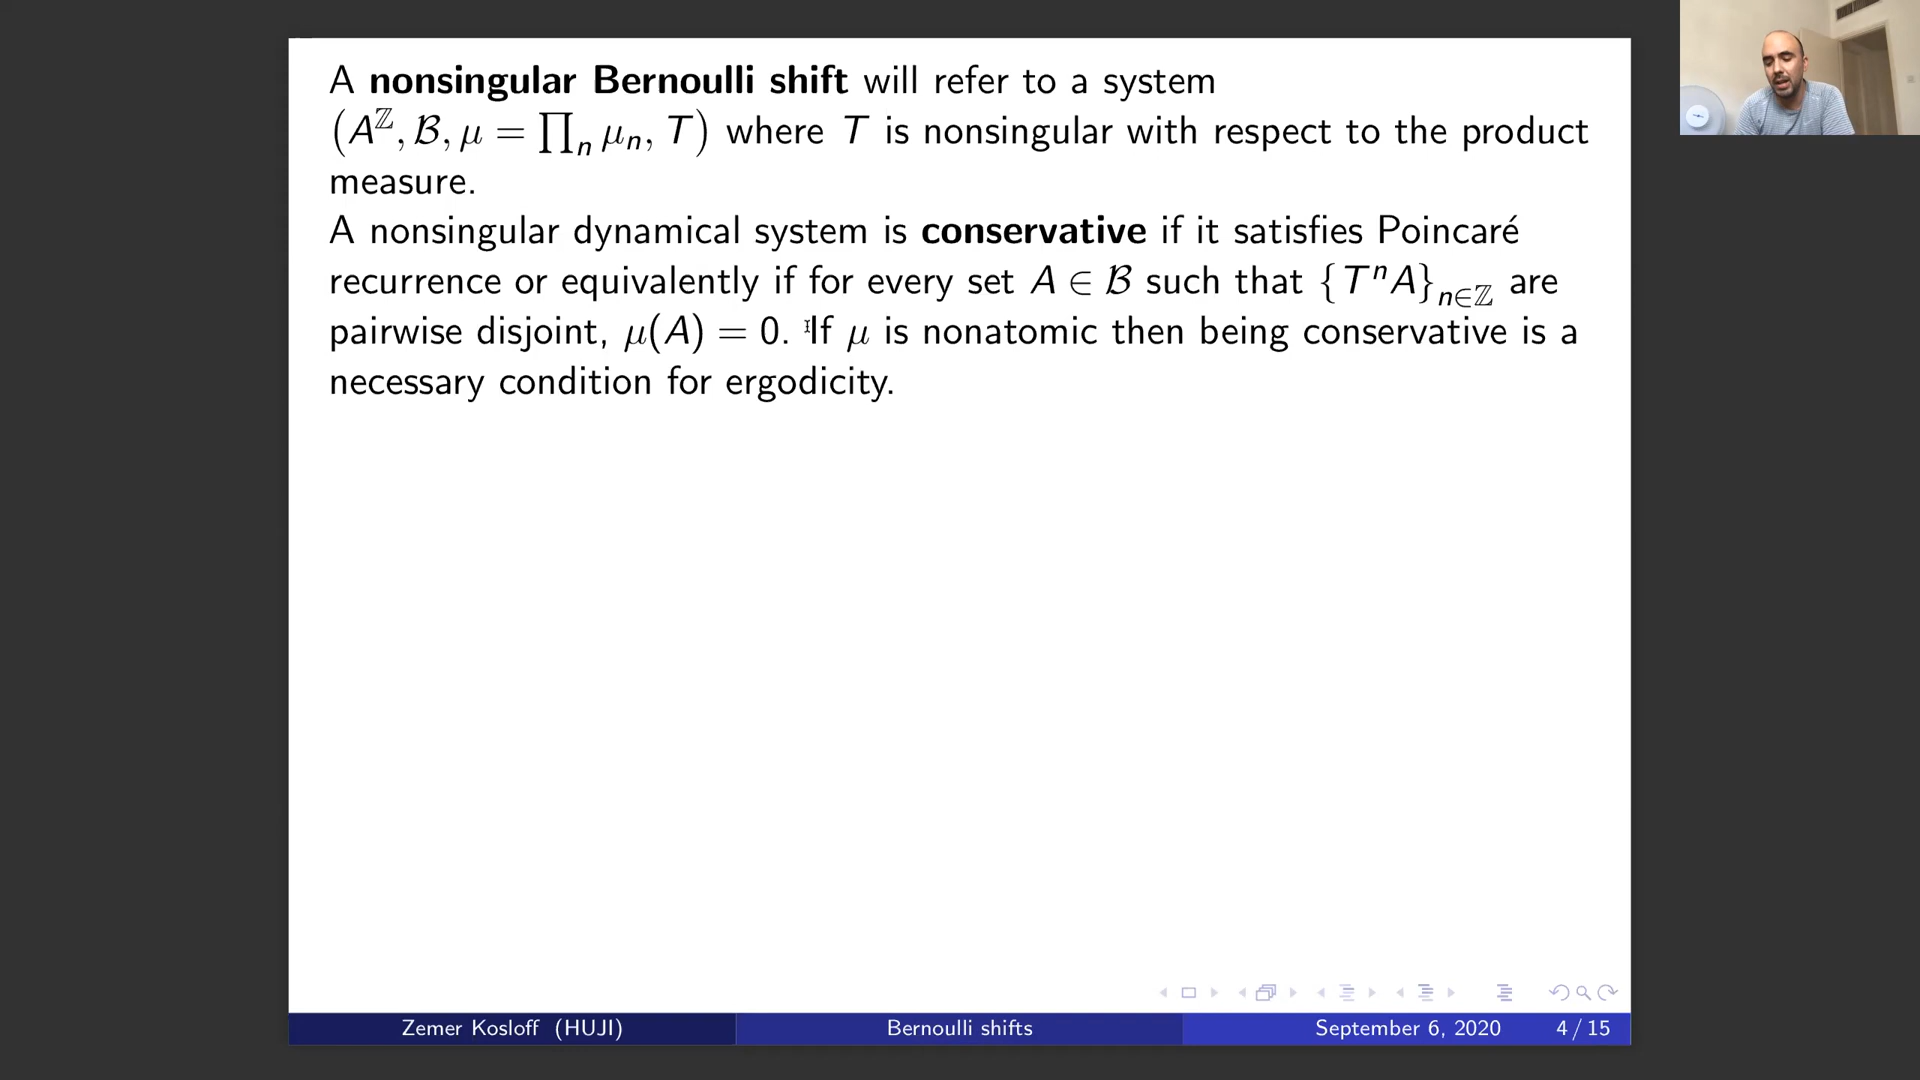 A nonsingular Bernoulli shift will refer to a system
(A^ℤ, ℬ, μ = ∏_n μ_n, T) where T is nonsingular with respect to the product
measure.
A nonsingular dynamical system is conservative if it satisfies Poincaré
recurrence or equivalently if for every set A ∈ ℬ such that {T^n A}_{n∈ℤ} are
pairwise disjoint, μ(A) = 0. If μ is nonatomic then being conservative is a
necessary condition for ergodicity.
Zemer Kosloff (HUJI) Bernoulli shifts September 6, 2020 4 / 15